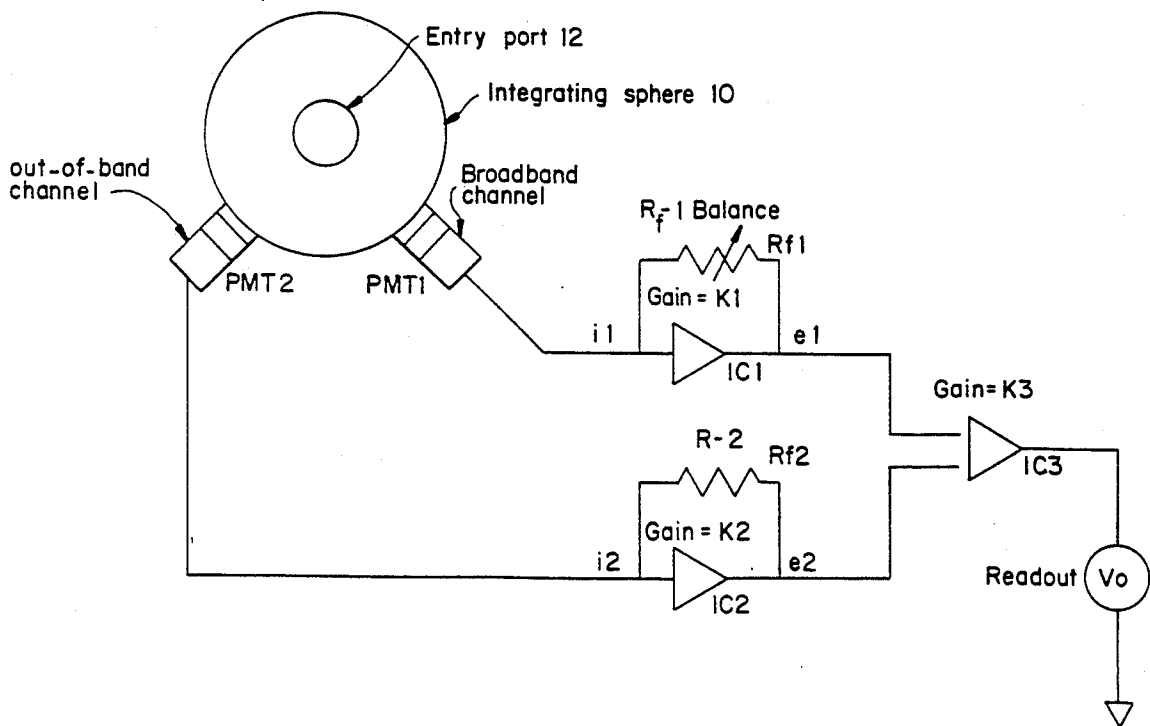 Entry port 12
Integrating sphere 10
out-of-band
channel
Broadband
channel
PMT2
PMT1
Rf-1 Balance
Rf1
Gain = K1
i1
e1
IC1
Gain=K3
IC3
R-2
Rf2
Gain = K2
i2
e2
IC2
Readout
Vo